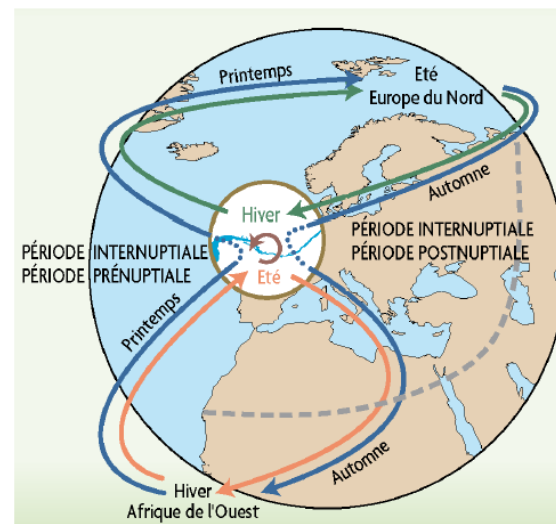 Printemps
Eté
Europe du Nord
Automne
Hiver
PÉRIODE INTERNUPTIALE
PÉRIODE PRÉNUPTIALE
PÉRIODE INTERNUPTIALE
PÉRIODE POSTNUPTIALE
Eté
Printemps
Automne
Hiver
Afrique de l'Ouest